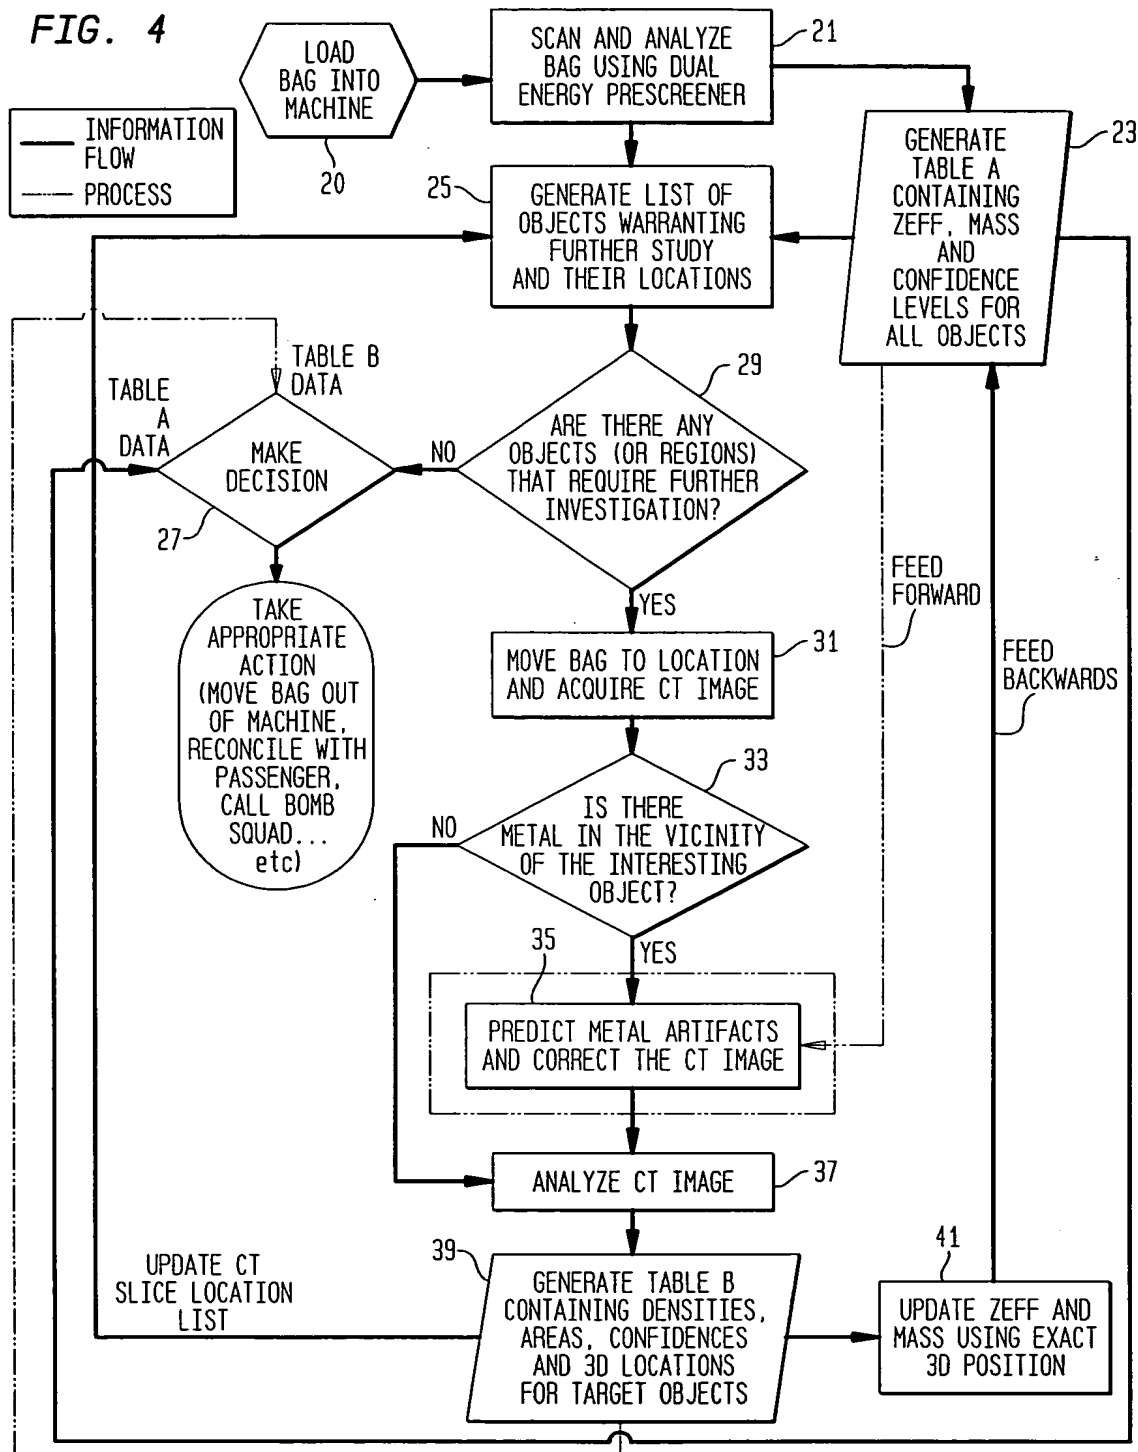 FIG. 4
LOAD
BAG INTO
MACHINE
20
SCAN AND ANALYZE
BAG USING DUAL
ENERGY PRESCREENER
21
INFORMATION
FLOW
PROCESS
GENERATE
TABLE A
CONTAINING
ZEFF, MASS
AND
CONFIDENCE
LEVELS FOR
ALL OBJECTS
23
25
GENERATE LIST OF
OBJECTS WARRANTING
FURTHER STUDY
AND THEIR LOCATIONS
TABLE B
DATA
TABLE
A
DATA
MAKE
DECISION
27
NO
29
ARE THERE ANY
OBJECTS (OR REGIONS)
THAT REQUIRE FURTHER
INVESTIGATION?
YES
FEED
FORWARD
FEED
BACKWARDS
TAKE
APPROPRIATE
ACTION
(MOVE BAG OUT
OF MACHINE,
RECONCILE WITH
PASSENGER,
CALL BOMB
SQUAD...
etc)
MOVE BAG TO LOCATION
AND ACQUIRE CT IMAGE
31
33
NO
IS THERE
METAL IN THE VICINITY
OF THE INTERESTING
OBJECT?
YES
35
PREDICT METAL ARTIFACTS
AND CORRECT THE CT IMAGE
ANALYZE CT IMAGE
37
39
GENERATE TABLE B
CONTAINING DENSITIES,
AREAS, CONFIDENCES
AND 3D LOCATIONS
FOR TARGET OBJECTS
UPDATE CT
SLICE LOCATION
LIST
41
UPDATE ZEFF AND
MASS USING EXACT
3D POSITION